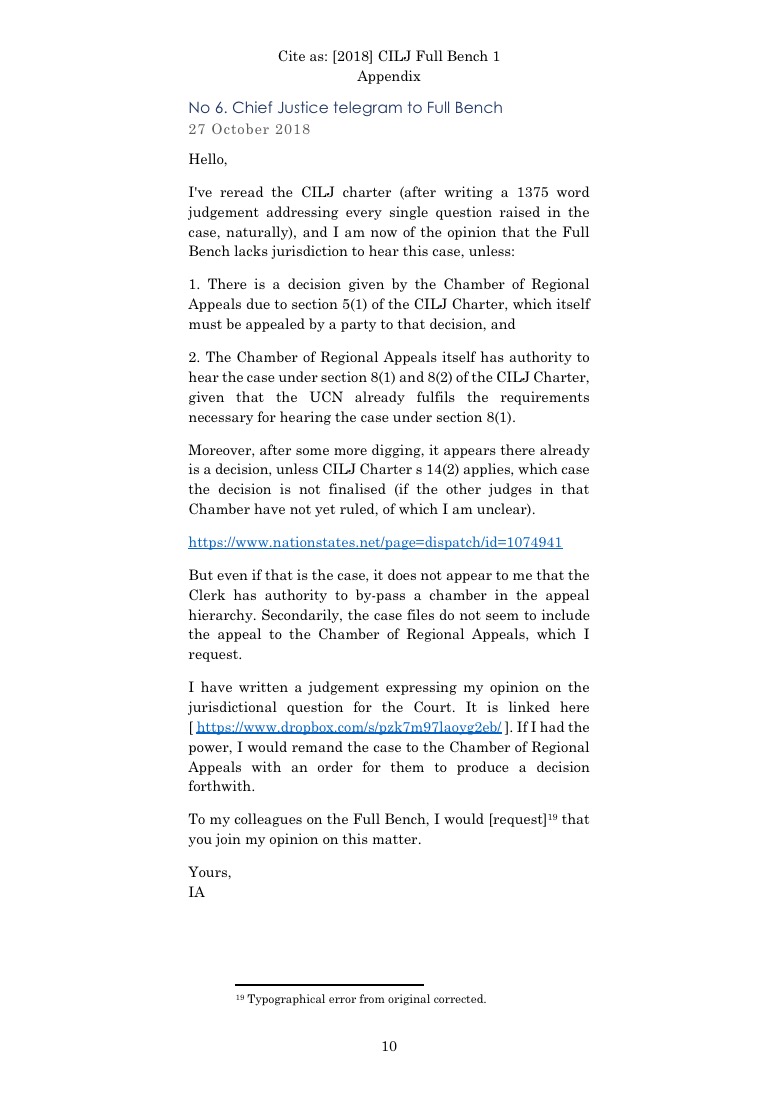 Cite as: [2018] CILJ Full Bench 1
Appendix
No 6. Chief Justice telegram to Full Bench
27 October 2018
Hello,
I've reread the CILJ charter (after writing a 1375 word
judgement addressing every single question raised in the
case, naturally), and I am now of the opinion that the Full
Bench lacks jurisdiction to hear this case, unless:
1. There is a decision given by the Chamber of Regional
Appeals due to section 5(1) of the CILJ Charter, which itself
must be appealed by a party to that decision, and
2. The Chamber of Regional Appeals itself has authority to
hear the case under section 8(1) and 8(2) of the CILJ Charter,
given that the UCN already fulfils the requirements
necessary for hearing the case under section 8(1).
Moreover, after some more digging, it appears there already
is a decision, unless CILJ Charter s 14(2) applies, which case
the decision is not finalised (if the other judges in that
Chamber have not yet ruled, of which I am unclear).
https://www.nationstates.net/page=dispatch/id=1074941
But even if that is the case, it does not appear to me that the
Clerk has authority to by-pass a chamber in the appeal
hierarchy. Secondarily, the case files do not seem to include
the appeal to the Chamber of Regional Appeals, which I
request.
I have written a judgement expressing my opinion on the
jurisdictional question for the Court. It is linked here
[ https://www.dropbox.com/s/pzk7m97laoyg2eb/ ]. If I had the
power, I would remand the case to the Chamber of Regional
Appeals with an order for them to produce a decision
forthwith.
To my colleagues on the Full Bench, I would [request]¹⁹ that
you join my opinion on this matter.
Yours,
IA
¹⁹ Typographical error from original corrected.
10